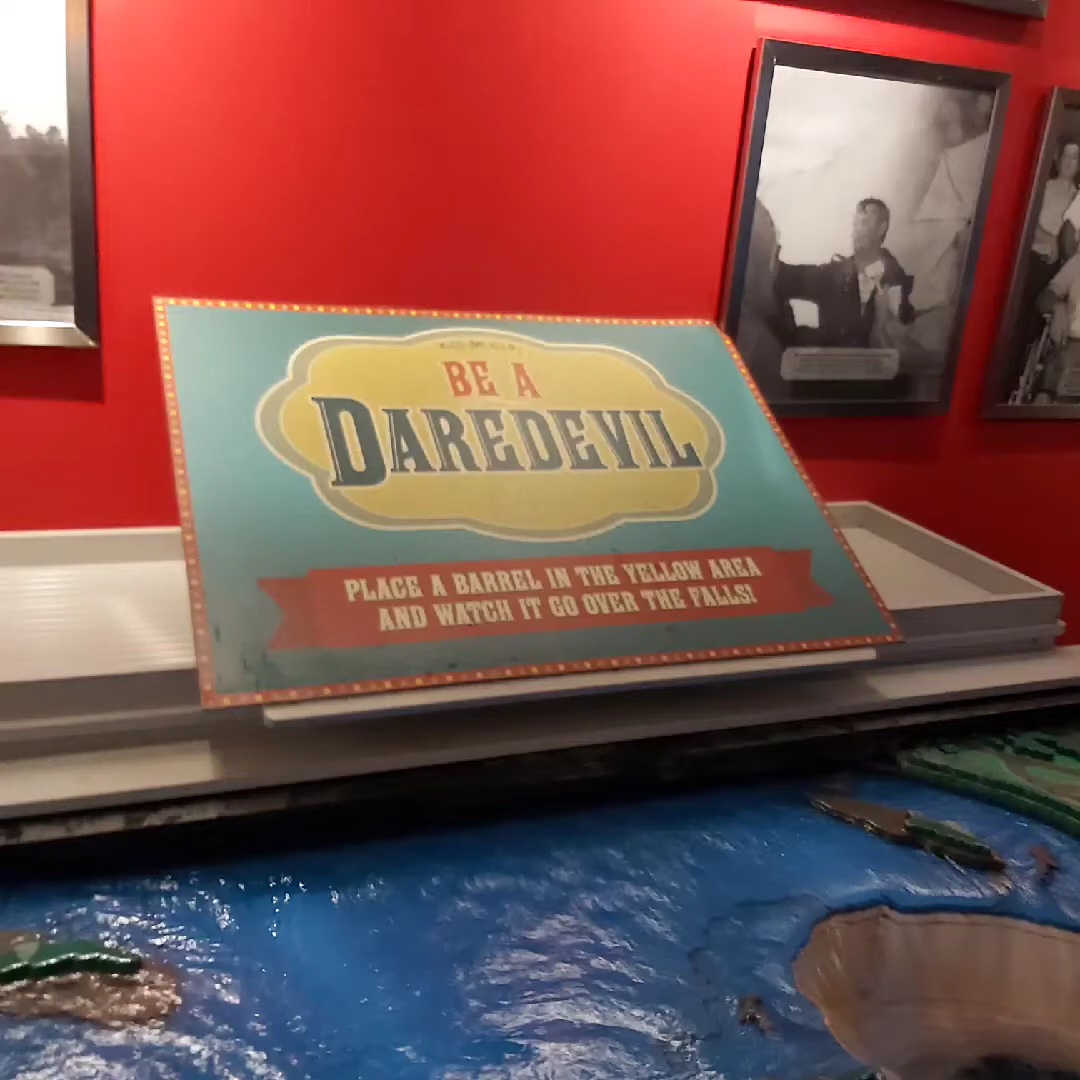 BE A
DAREDEVIL
PLACE A BARREL IN THE YELLOW AREA
AND WATCH IT GO OVER THE FALLS!